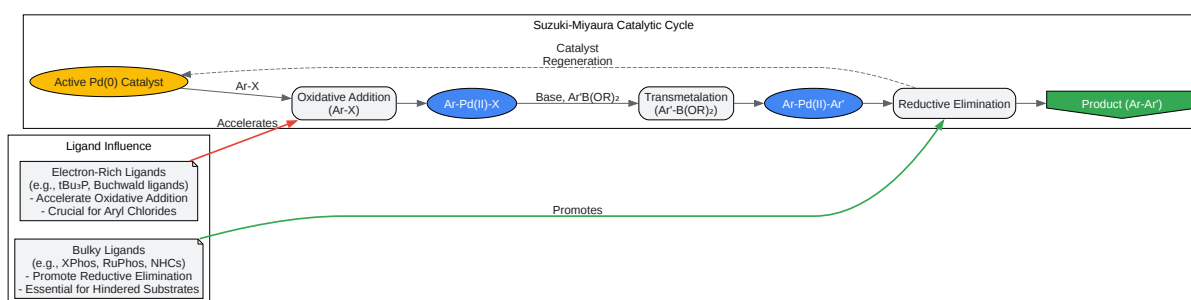 Suzuki-Miyaura Catalytic Cycle
Catalyst
Regeneration
Active Pd(0) Catalyst
Ar-X
Oxidative Addition
(Ar-X)
Ar-Pd(II)-X
Base, Ar'B(OR)₂
Transmetalation
(Ar'-B(OR)₂)
Ar-Pd(II)-Ar'
Reductive Elimination
Product (Ar-Ar')
Accelerates
Ligand Influence
Electron-Rich Ligands
(e.g., tBu₃P, Buchwald ligands)
- Accelerate Oxidative Addition
- Crucial for Aryl Chlorides
Promotes
Bulky Ligands
(e.g., XPhos, RuPhos, NHCs)
- Promote Reductive Elimination
- Essential for Hindered Substrates